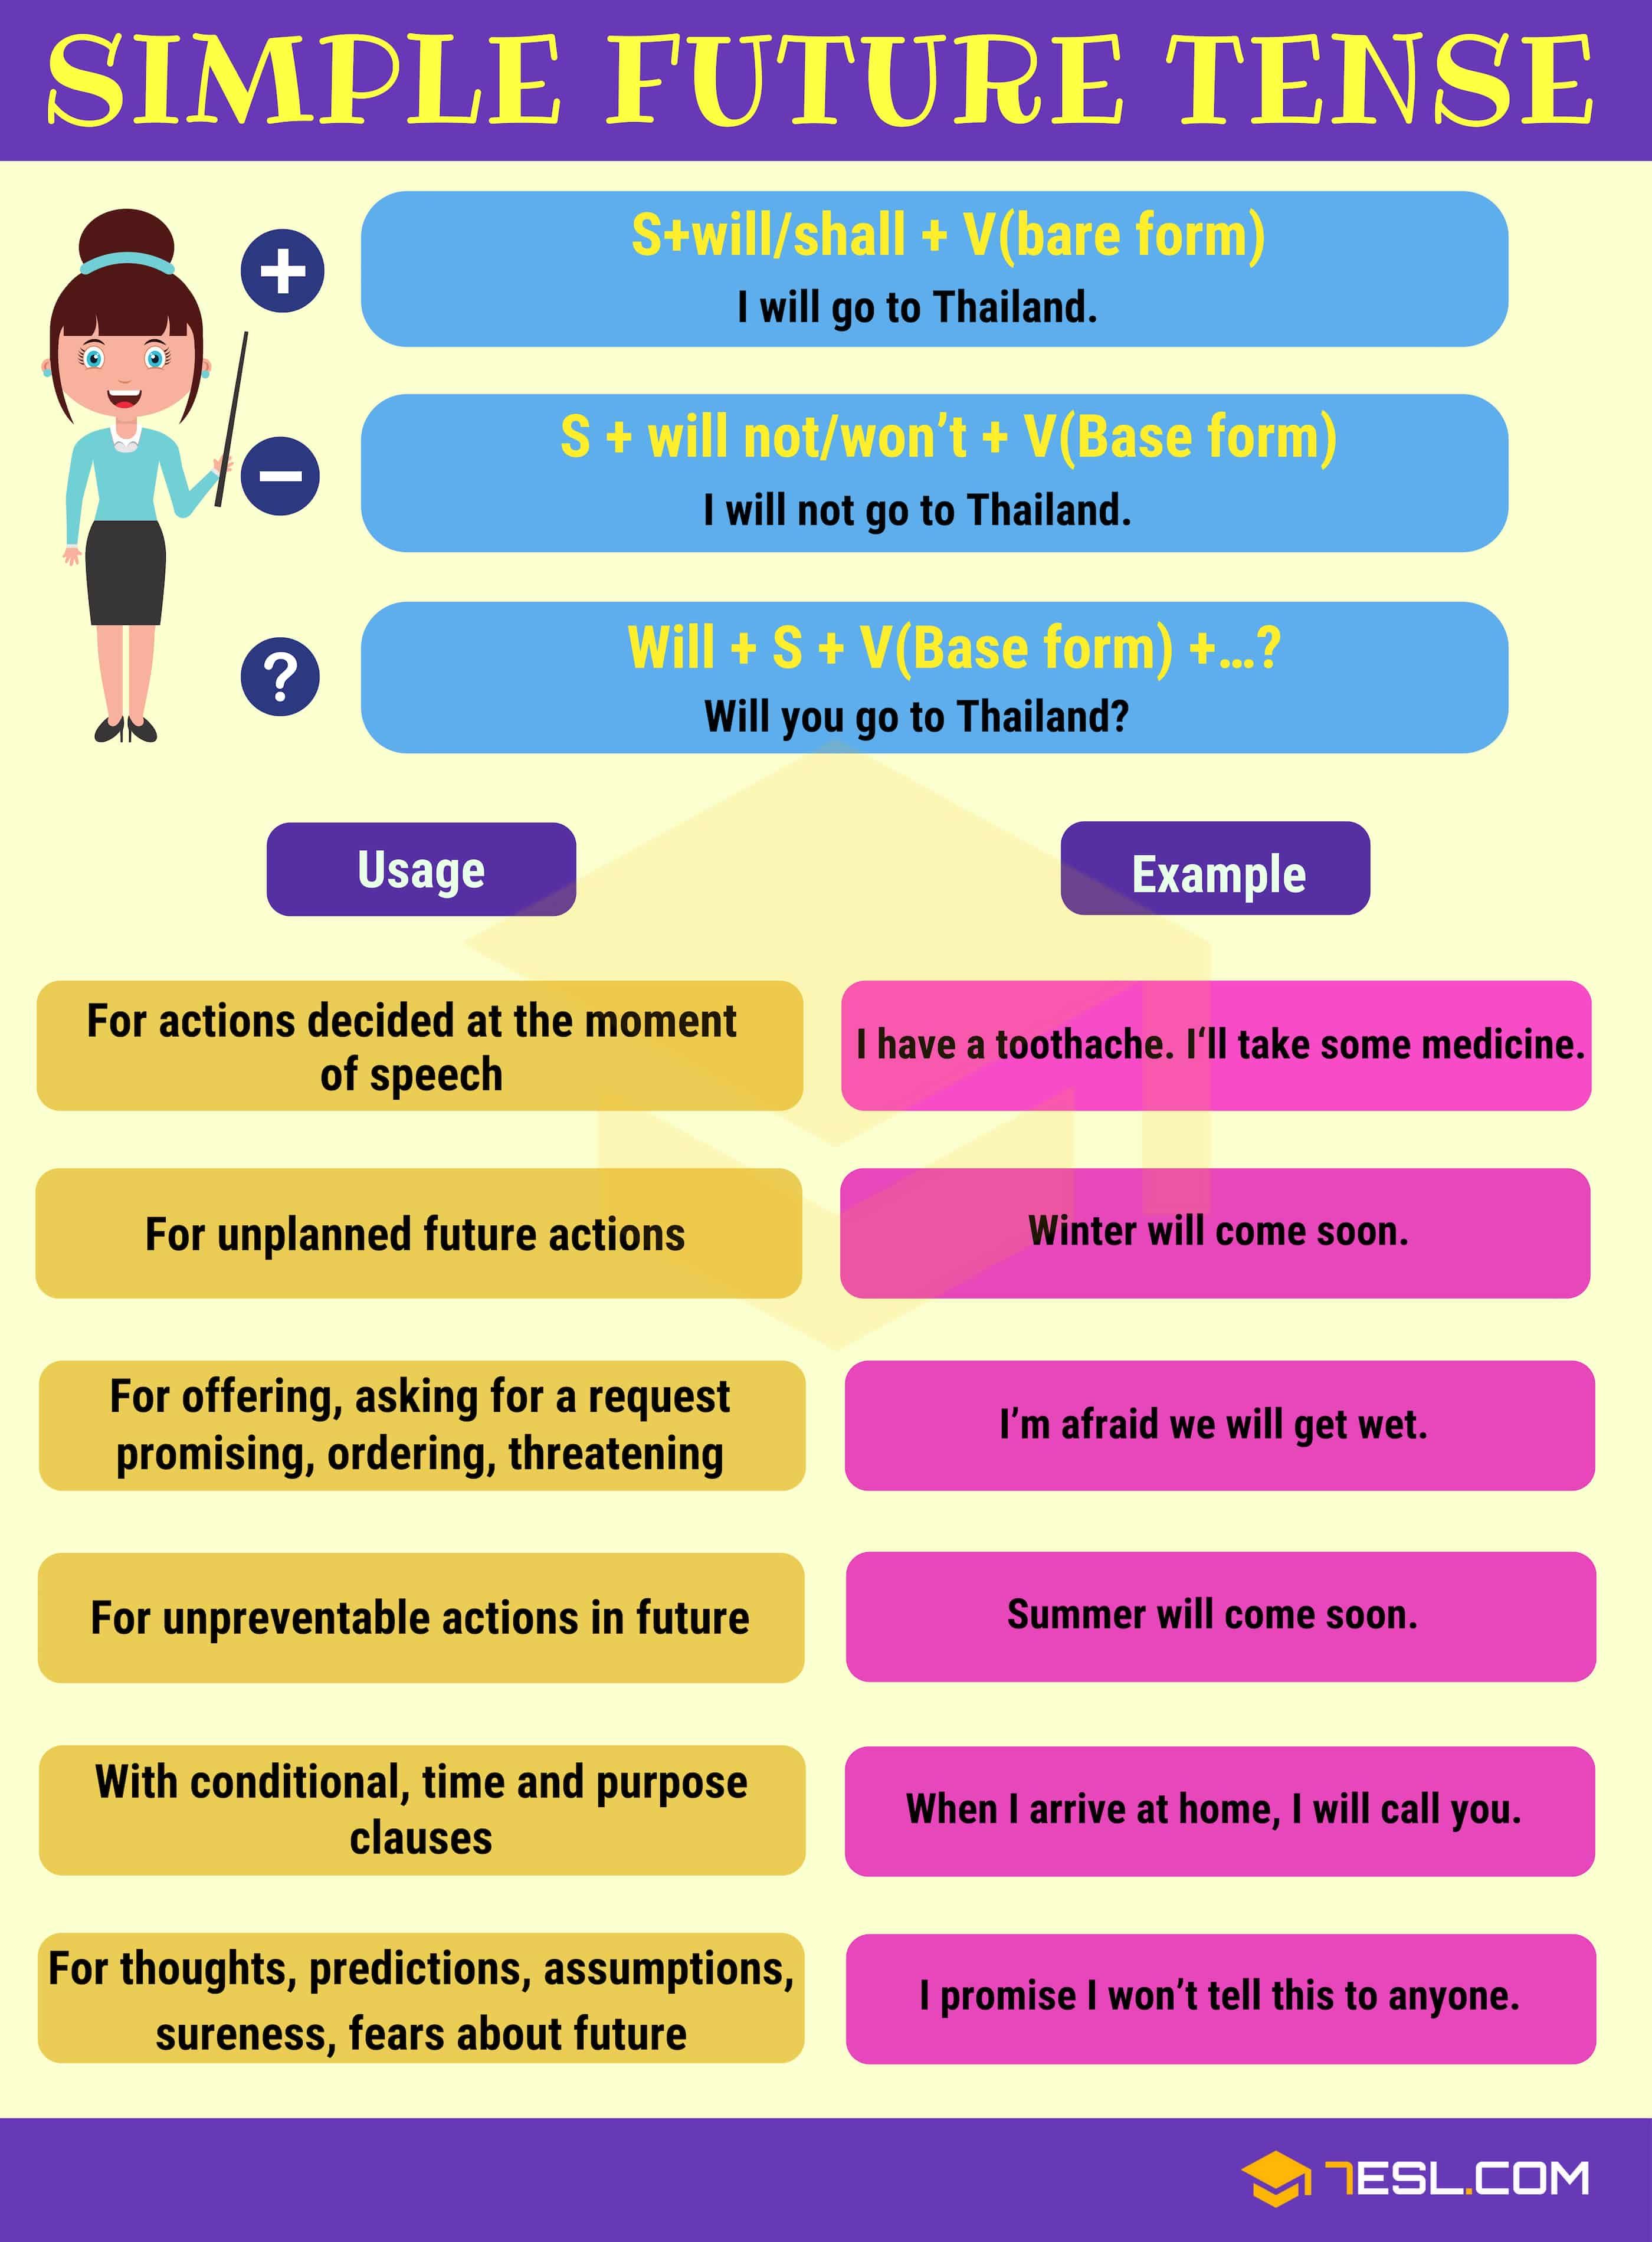 SIMPLE FUTURE TENSE
+
S+will/shall + V(bare form)
I will go to Thailand.
−
S + will not/won’t + V(Base form)
I will not go to Thailand.
?
Will + S + V(Base form) +...?
Will you go to Thailand?
Usage
Example
For actions decided at the moment
of speech
I have a toothache. I‘ll take some medicine.
For unplanned future actions
Winter will come soon.
For offering, asking for a request
promising, ordering, threatening
I’m afraid we will get wet.
For unpreventable actions in future
Summer will come soon.
With conditional, time and purpose
clauses
When I arrive at home, I will call you.
For thoughts, predictions, assumptions,
sureness, fears about future
I promise I won’t tell this to anyone.
7ESL.COM